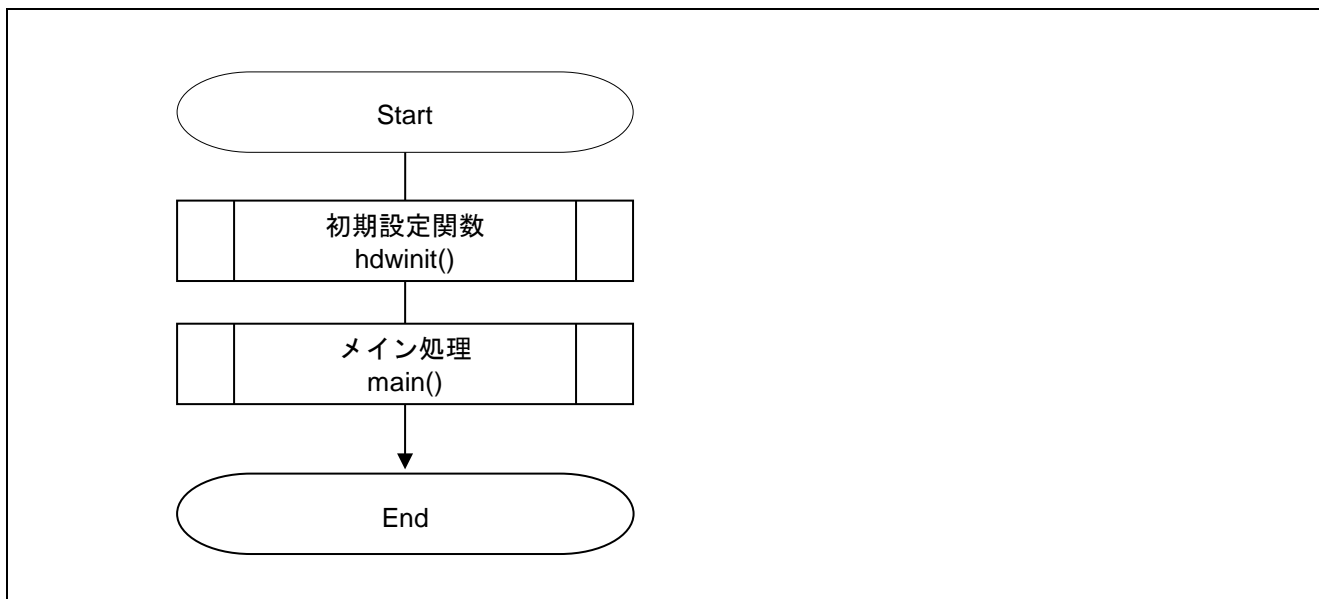 Start
初期設定関数
hdwinit()
メイン処理
main()
End